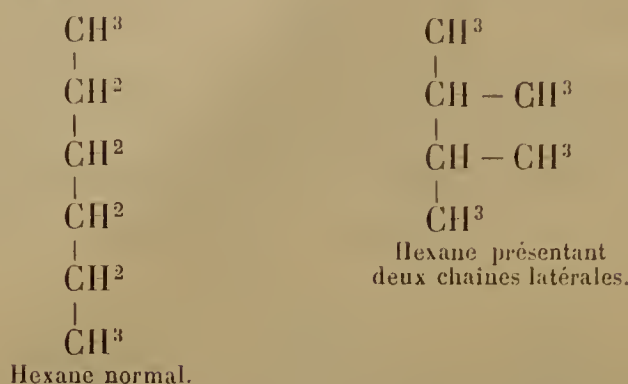 CH³
CH²
CH²
CH²
CH²
CH³
Hexane normal.
CH³
CH — CH³
CH — CH³
CH³
Hexane présentant
deux chaines latérales.